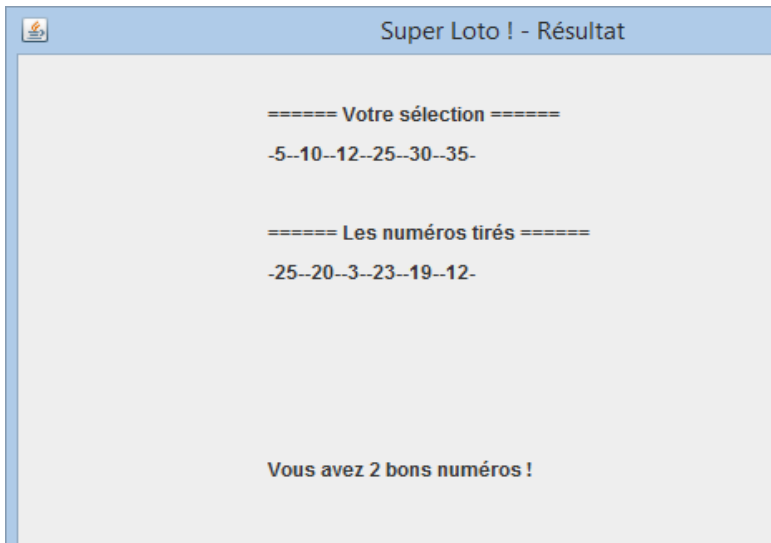 Super Loto ! - Résultat
====== Votre sélection ======
-5--10--12--25--30--35-
====== Les numéros tirés ======
-25--20--3--23--19--12-
Vous avez 2 bons numéros !